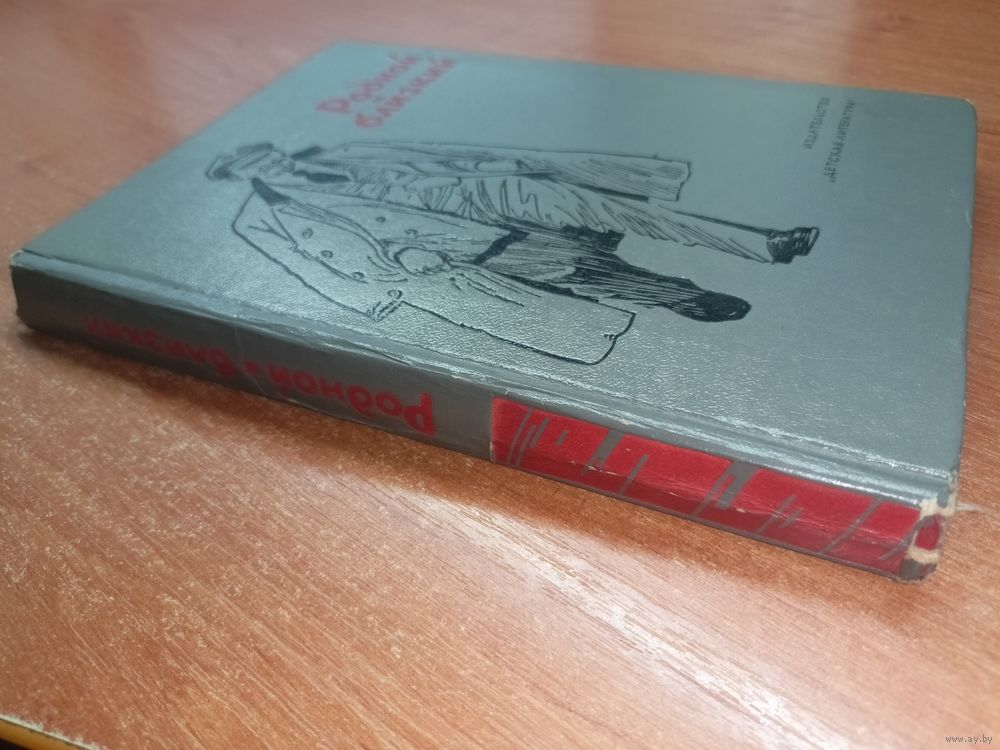 Родной
и
близкий
ИЗДАТЕЛЬСТВО
„ДЕТСКАЯ ЛИТЕРАТУРА"
Родной и близкий
www.ay.by